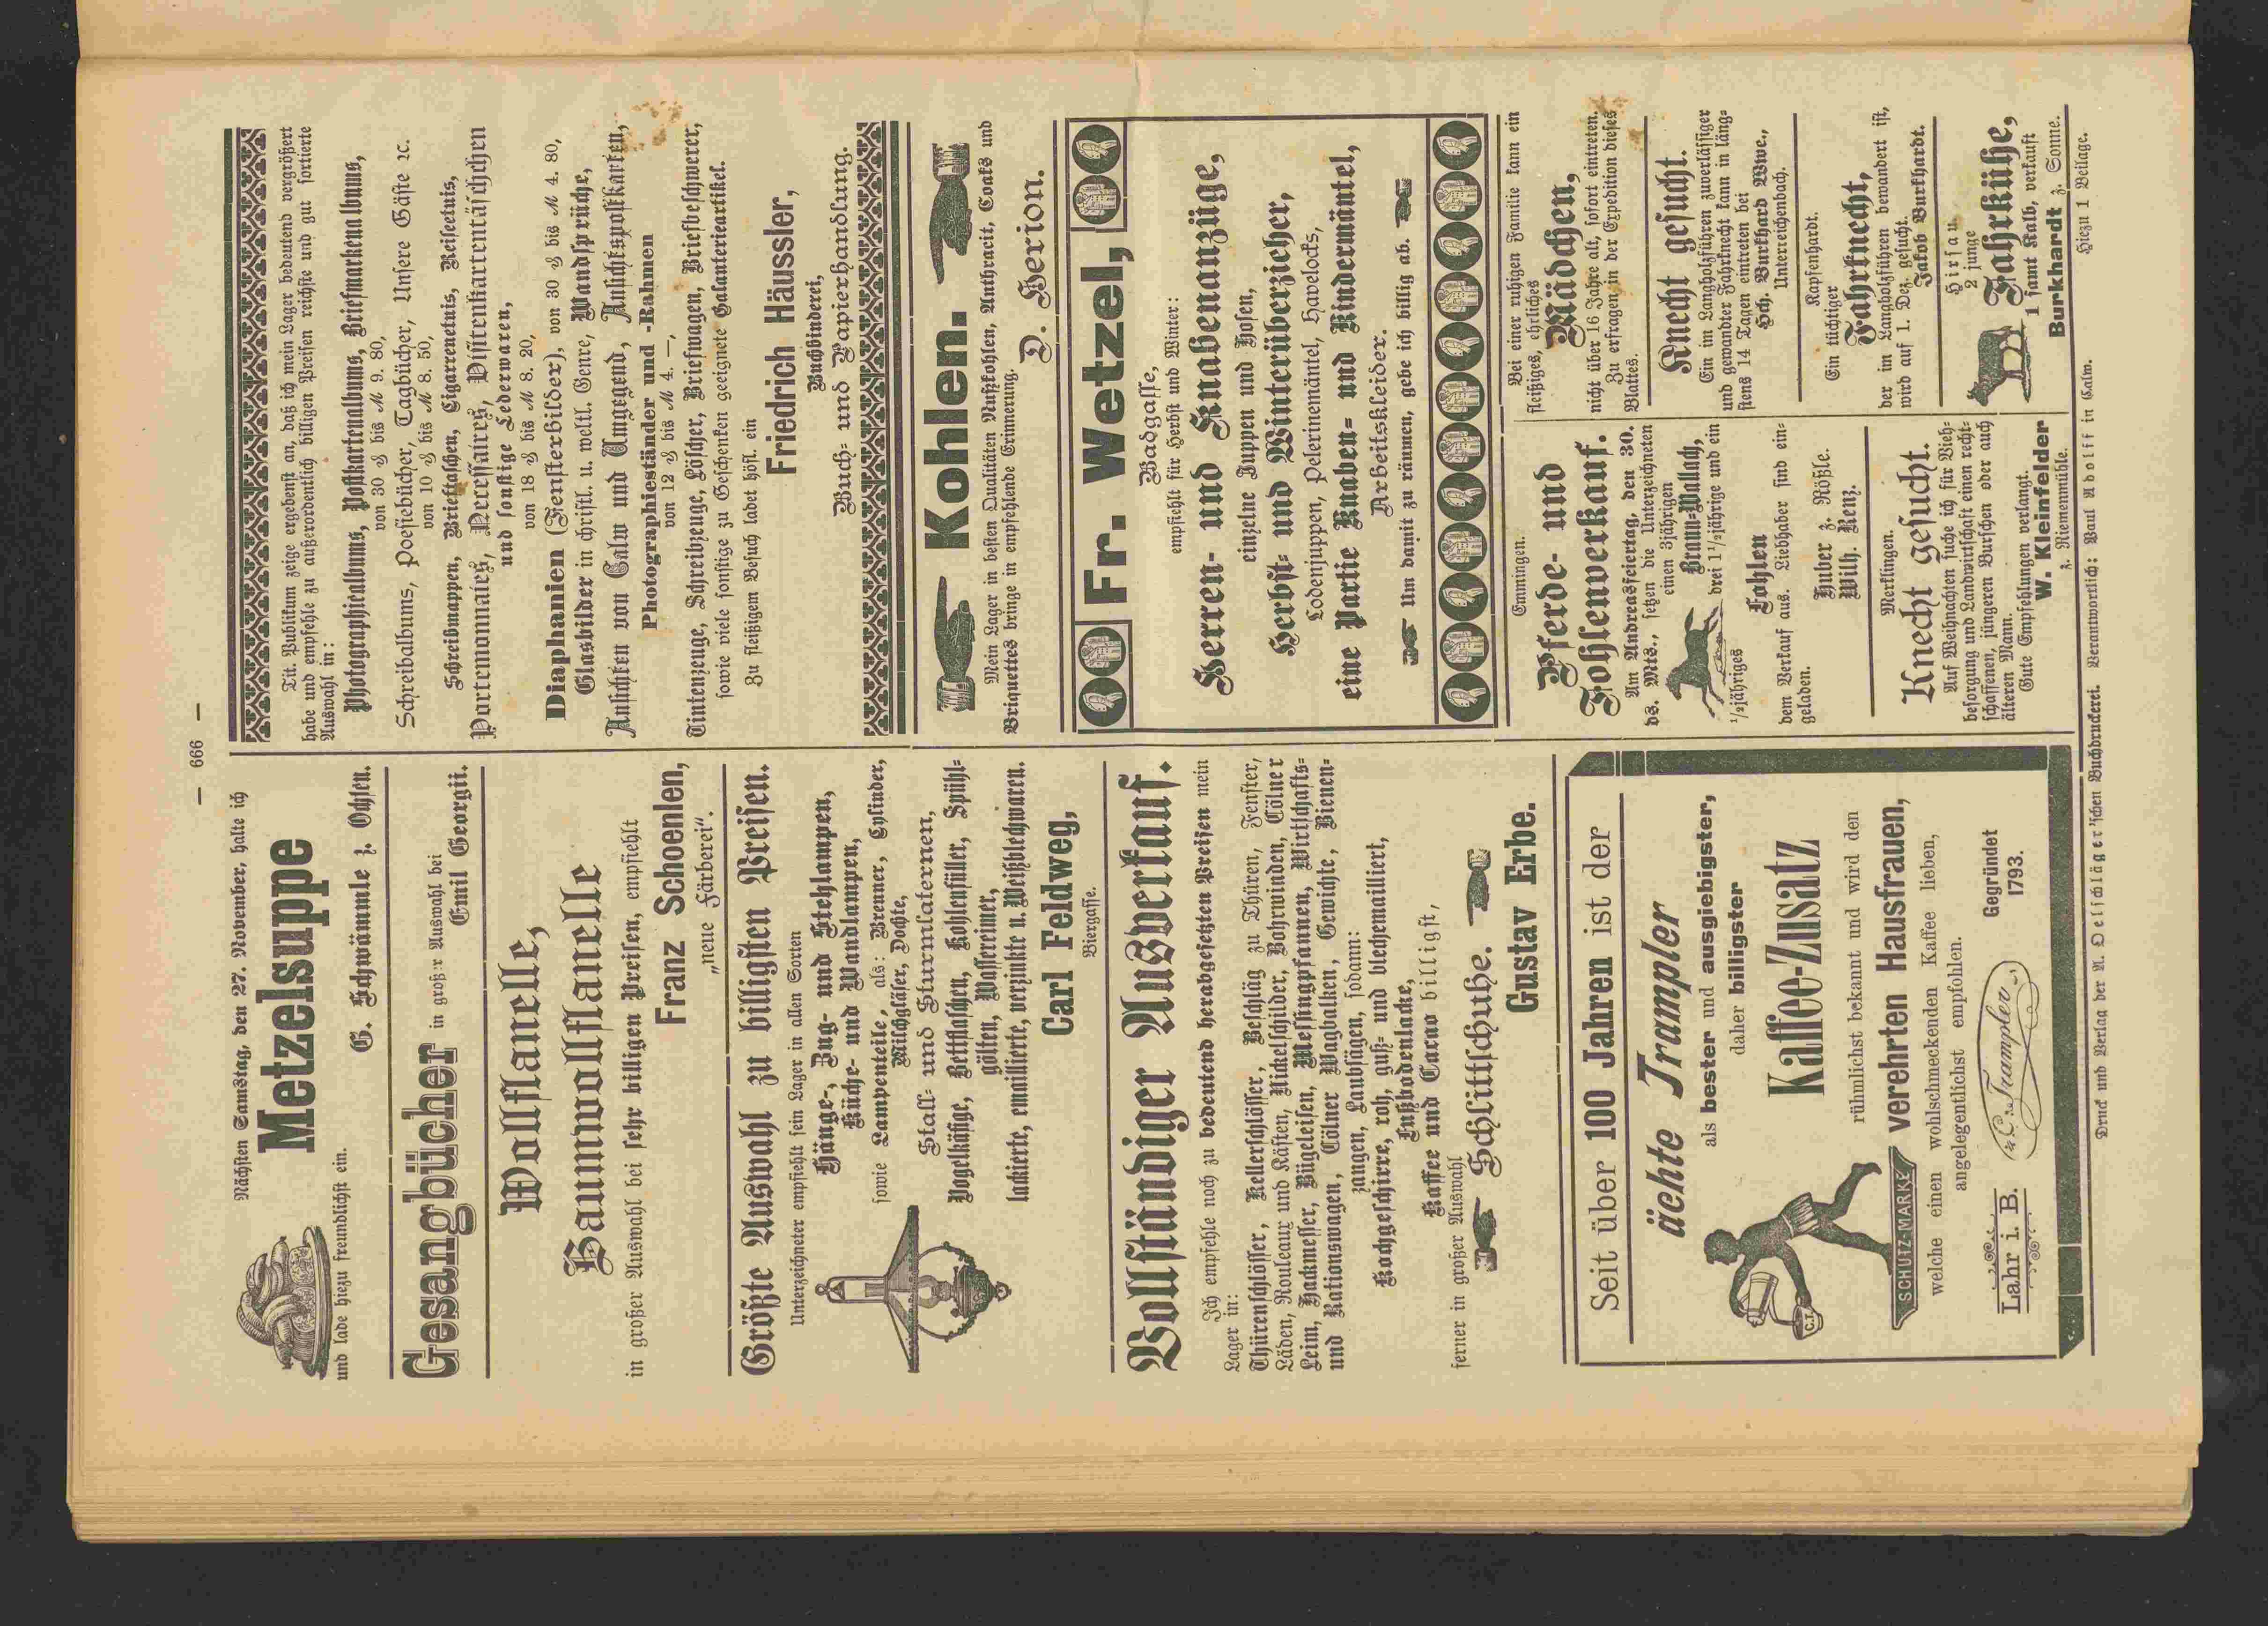 — 666 —
Nächsten Samstag, den 27. November, halte ich
Metzelsuppe
und lade hiezu freundlichst ein.
G. Schwämmle z. Ochsen.
Gesangbücher in großer Auswahl bei
Emil Georgii.
Wollflanelle,
Baumwollflanelle
in großer Auswahl bei sehr billigen Preisen, empfiehlt
Franz Schoenlen,
„neue Färberei“.
Größte Auswahl zu billigsten Preisen.
Unterzeichneter empfiehlt sein Lager in allen Sorten
Hänge-, Zug- und Stehlampen,
Küche- und Wandlampen,
sowie Lampenteile, als: Brenner, Cylinder,
Milchgläser, Dochte,
Stall- und Sturmlaternen,
Vogelkäfige, Bettflaschen, Kohlenfüller, Spühl-
gölten, Wassereimer,
lackierte, emaillierte, verzinkte u. Weißblechwaren.
Carl Feldweg,
Biergasse.
Vollständiger Ausverkauf.
Ich empfehle noch zu bedeutend herabgesetzten Preisen mein
Lager in:
Thürenschlösser, Kellerschlösser, Beschläg zu Thüren, Fenster,
Läden, Rouleaux und Kästen, Nickelschilder, Bohrwinden, Cölner
Leim, Hackmesser, Bügeleisen, Messingpfannen, Wirtschafts-
und Rationswagen, Cölner Wagbalken, Gewichte, Bienen-
zangen, Laubsägen, sodann:
Kochgeschirre, roh, guß- und blechemailliert,
Fußbodenlacke,
Kaffee und Cacao billigst,
ferner in großer Auswahl
Schlittschuhe.
Gustav Erbe.
Seit über 100 Jahren ist der
ächte Trampler
als bester und ausgiebigster,
daher billigster
Kaffee-Zusatz
rühmlichst bekannt und wird den
verehrten Hausfrauen,
welche einen wohlschmeckenden Kaffee lieben,
angelegentlichst empfohlen.
C.T.
SCHUTZ-MARKE
Lahr i. B.
C. Trampler
Gegründet
1793.
Tit. Publikum zeige ergebenst an, daß ich mein Lager bedeutend vergrößert
habe und empfehle zu außerordentlich billigen Preisen reichste und gut sortierte
Auswahl in:
Photographiealbums, Postkartenalbums, Briefmarkenalbums,
von 30 ₰ bis ℳ 9. 80,
Schreibalbums, Poesiebücher, Tagbücher, Unsere Gäste ꝛc.
von 10 ₰ bis ℳ 8. 50,
Schreibmappen, Brieftaschen, Cigarrenetuis, Reiseetuis,
Portemonnaies, Necessaires, Visitenkartentäschchen
und sonstige Lederwaren,
von 18 ₰ bis ℳ 8. 20,
Diaphanien (Fensterbilder), von 30 ₰ bis ℳ 4. 80,
Glasbilder in christl. u. weltl. Genre, Wandsprüche,
Ansichten von Calw und Umgegend, Ansichtspostkarten,
Photographieständer und -Rahmen
von 12 ₰ bis ℳ 4. —,
Tintenzeuge, Schreibzeuge, Löscher, Briefwagen, Briefbeschwerer,
sowie viele sonstige zu Geschenken geeignete Galanterieartikel.
Zu fleißigem Besuch ladet höfl. ein
Friedrich Häussler,
Buchbinderei,
Buch- und Papierhandlung.
Kohlen.
Mein Lager in besten Qualitäten Nußkohlen, Anthracit, Coaks und
Briquettes bringe in empfehlende Erinnerung.
D. Herion.
Fr. Wetzel,
Badgasse,
empfiehlt für Herbst und Winter:
Herren- und Knabenanzüge,
einzelne Juppen und Hosen,
Herbst- und Winterüberzieher,
Lodenjuppen, Pelerinemäntel, Havelocks,
eine Partie Knaben- und Kindermäntel,
Arbeitskleider.
Um damit zu räumen, gebe ich billig ab.
Emmingen.
Pferde- und
Fohlenverkauf.
Am Andreasfeiertag, den 30.
ds. Mts., setzen die Unterzeichneten
einen 3jährigen
Braun-Wallach,
drei 1½jährige und ein
½jähriges
Fohlen
dem Verkauf aus. Liebhaber sind ein-
geladen.
Huber z. Rößle.
Wilh. Renz.
Merklingen.
Knecht gesucht.
Auf Weihnachten suche ich für Vieh-
besorgung und Landwirtschaft einen recht-
schaffenen, jüngeren Burschen oder auch
älteren Mann.
Gute Empfehlungen verlangt.
W. Kleinfelder
z. Riemenmühle.
Bei einer ruhigen Familie kann ein
fleißiges, ehrliches
Mädchen,
nicht über 16 Jahre alt, sofort eintreten.
Zu erfragen in der Expedition dieses
Blattes.
Knecht gesucht.
Ein im Langholzführen zuverlässiger
und gewandter Fahrknecht kann in läng-
stens 14 Tagen eintreten bei
Hch. Burkhard Wwe.,
Unterreichenbach.
Kapfenhardt.
Ein tüchtiger
Fahrknecht,
der im Langholzführen bewandert ist,
wird auf 1. Dez. gesucht.
Jakob Burkhardt.
Hirsau.
2 junge
Fahrkühe,
1 samt Kalb, verkauft
Burkhardt z. Sonne.
Druck und Verlag der A. Oelschläger'schen Buchdruckerei. Verantwortlich: Paul Adolff in Calw.
Hiezu 1 Beilage.